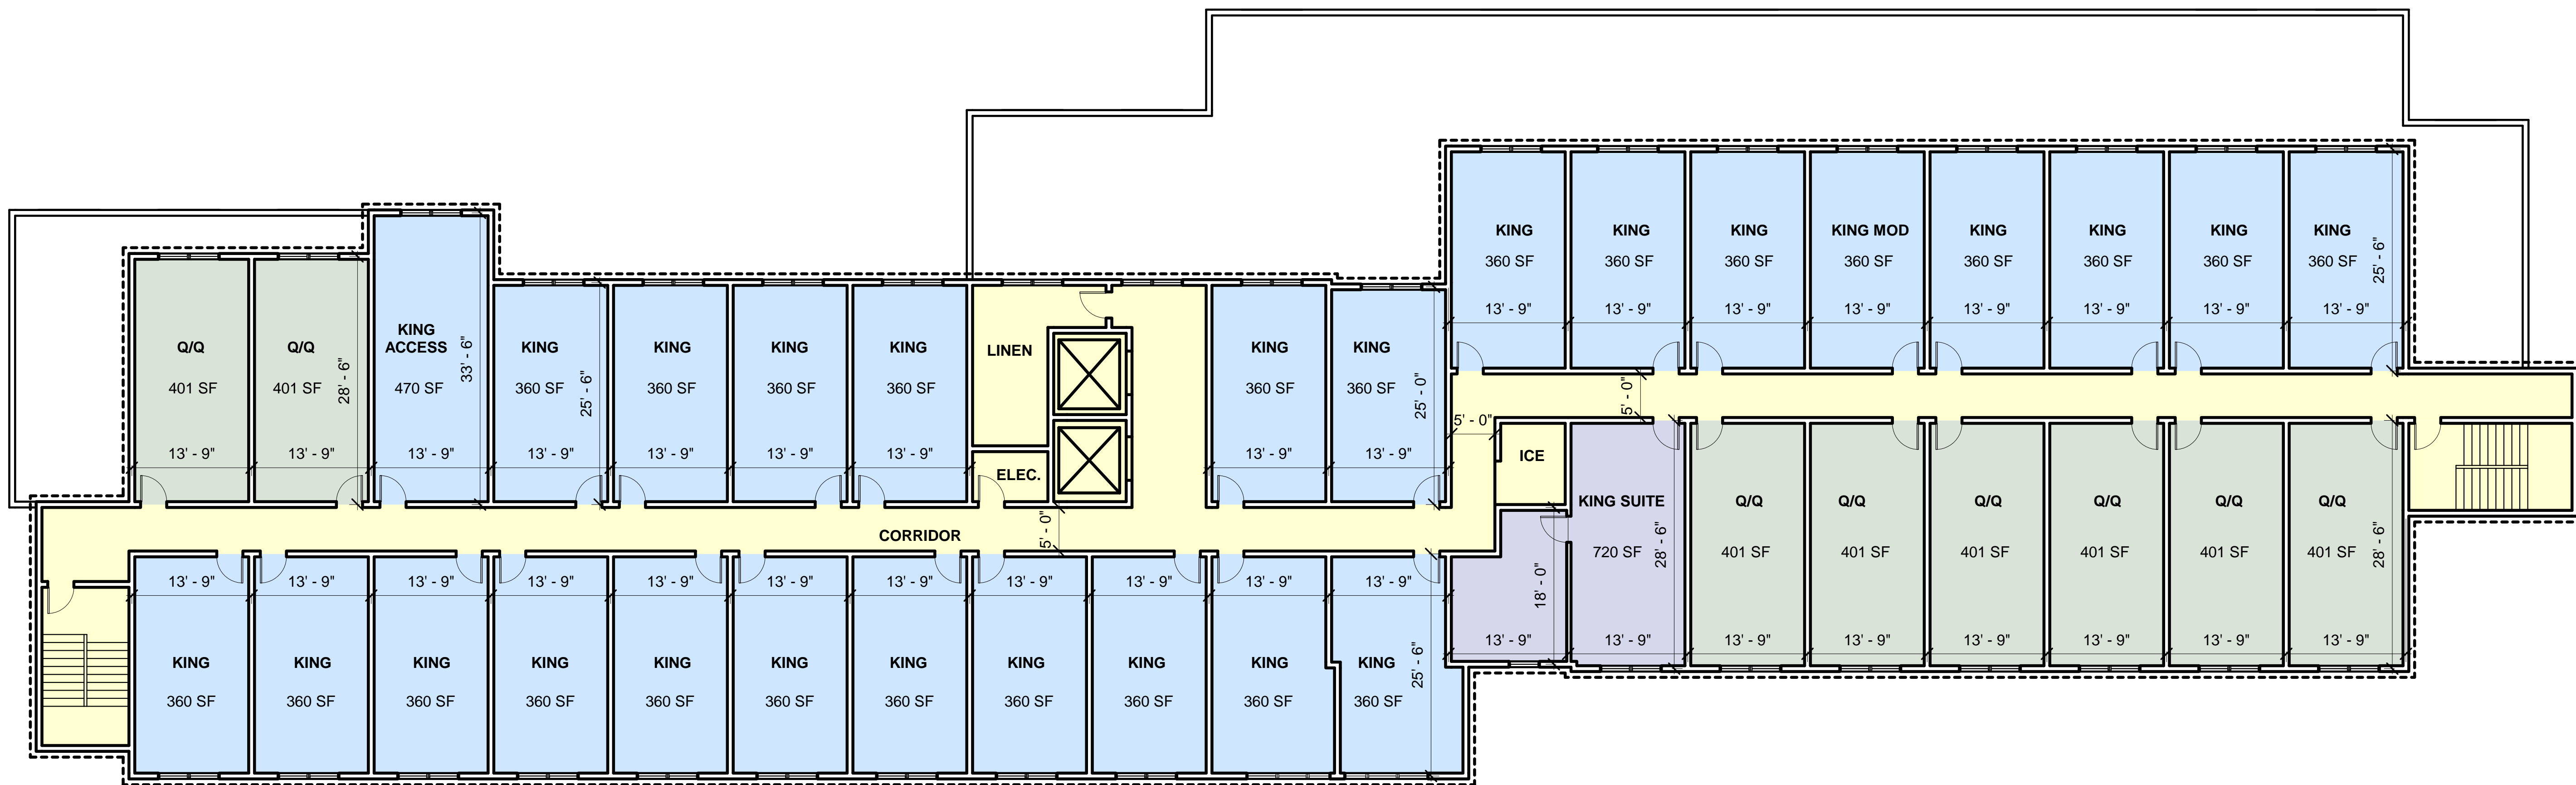 KING
360 SF
13' - 9"
KING
360 SF
13' - 9"
KING
360 SF
13' - 9"
KING MOD
360 SF
13' - 9"
KING
360 SF
13' - 9"
KING
360 SF
13' - 9"
KING
360 SF
13' - 9"
KING
360 SF
13' - 9"
25' - 6"
Q/Q
401 SF
13' - 9"
Q/Q
401 SF
28' - 6"
13' - 9"
KING
ACCESS
470 SF
33' - 6"
13' - 9"
KING
360 SF
25' - 6"
13' - 9"
KING
360 SF
13' - 9"
KING
360 SF
13' - 9"
KING
360 SF
13' - 9"
LINEN
ELEC.
KING
360 SF
13' - 9"
KING
360 SF
25' - 0"
13' - 9"
5' - 0"
5' - 0"
ICE
CORRIDOR
5' - 0"
18' - 0"
13' - 9"
KING SUITE
720 SF
28' - 6"
13' - 9"
Q/Q
401 SF
13' - 9"
Q/Q
401 SF
13' - 9"
Q/Q
401 SF
13' - 9"
Q/Q
401 SF
13' - 9"
Q/Q
401 SF
13' - 9"
Q/Q
401 SF
28' - 6"
13' - 9"
13' - 9"
KING
360 SF
13' - 9"
KING
360 SF
13' - 9"
KING
360 SF
13' - 9"
KING
360 SF
13' - 9"
KING
360 SF
13' - 9"
KING
360 SF
13' - 9"
KING
360 SF
13' - 9"
KING
360 SF
13' - 9"
KING
360 SF
13' - 9"
KING
360 SF
13' - 9"
KING
360 SF
25' - 6"